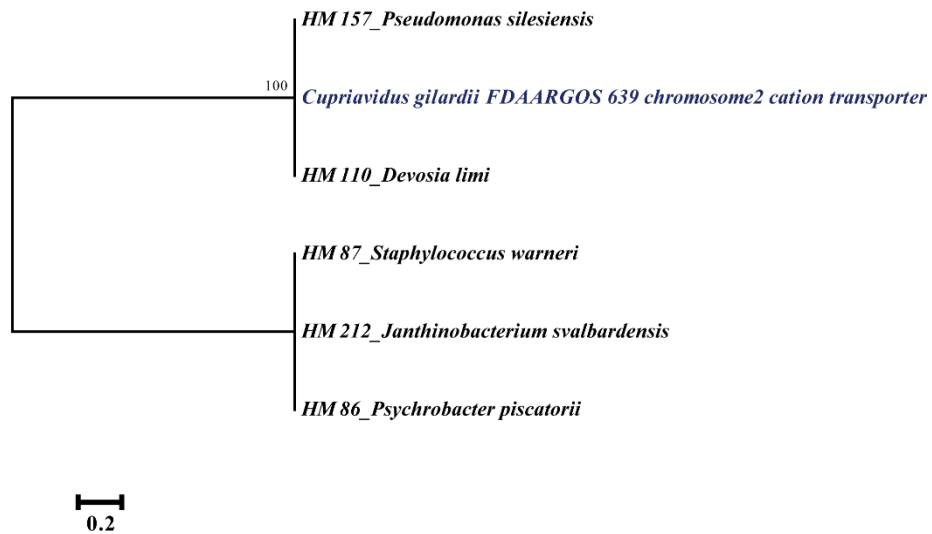 HM 157_Pseudomonas silesiensis
100
Cupriavidus gilardii FDAARGOS 639 chromosome2 cation transporter
HM 110_Devosia limi
HM 87_Staphylococcus warneri
HM 212_Janthinobacterium svalbardensis
HM 86_Psychrobacter piscatorii
0.2